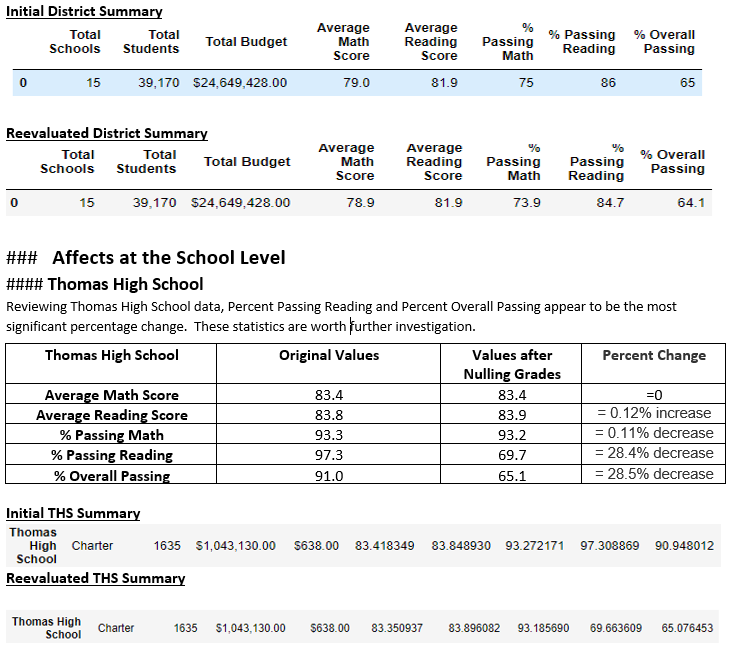 Initial District Summary
Total Schools Total Students Total Budget Average Math Score Average Reading Score % Passing Math % Passing Reading % Overall Passing
0 15 39,170 $24,649,428.00 79.0 81.9 75 86 65
Reevaluated District Summary
Total Schools Total Students Total Budget Average Math Score Average Reading Score % Passing Math % Passing Reading % Overall Passing
0 15 39,170 $24,649,428.00 78.9 81.9 73.9 84.7 64.1
### Affects at the School Level
#### Thomas High School
Reviewing Thomas High School data, Percent Passing Reading and Percent Overall Passing appear to be the most
significant percentage change. These statistics are worth further investigation.
Thomas High School Original Values Values after Nulling Grades Percent Change
Average Math Score 83.4 83.4 =0
Average Reading Score 83.8 83.9 = 0.12% increase
% Passing Math 93.3 93.2 = 0.11% decrease
% Passing Reading 97.3 69.7 = 28.4% decrease
% Overall Passing 91.0 65.1 = 28.5% decrease
Initial THS Summary
Thomas High School Charter 1635 $1,043,130.00 $638.00 83.418349 83.848930 93.272171 97.308869 90.948012
Reevaluated THS Summary
Thomas High School Charter 1635 $1,043,130.00 $638.00 83.350937 83.896082 93.185690 69.663609 65.076453